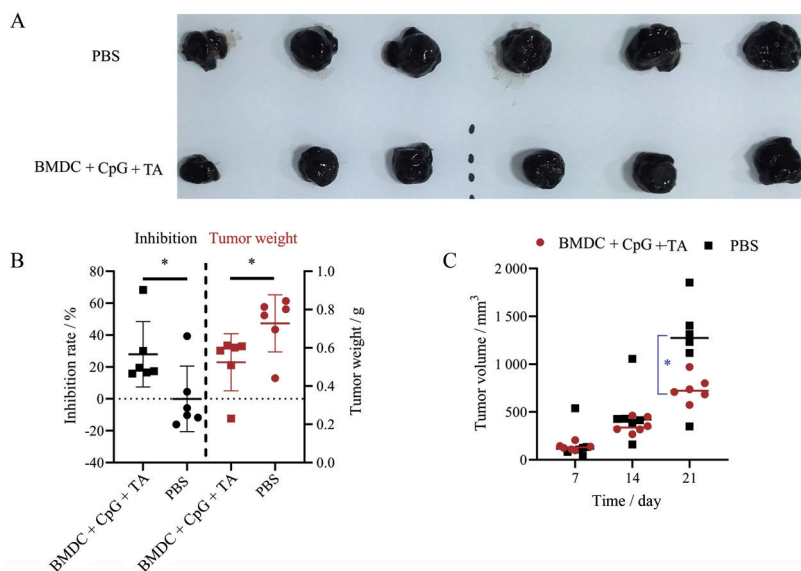 A
PBS
BMDC + CpG + TA
B
Inhibition
Tumor weight
*
*
80
60
40
20
0
-20
-40
Inhibition rate / %
1.0
0.8
0.6
0.4
0.2
0.0
Tumor weight / g
BMDC + CpG + TA
PBS
BMDC + CpG + TA
PBS
C
BMDC + CpG +TA
PBS
2 000
1 500
1 000
500
0
Tumor volume / mm³
*
7
14
21
Time / day